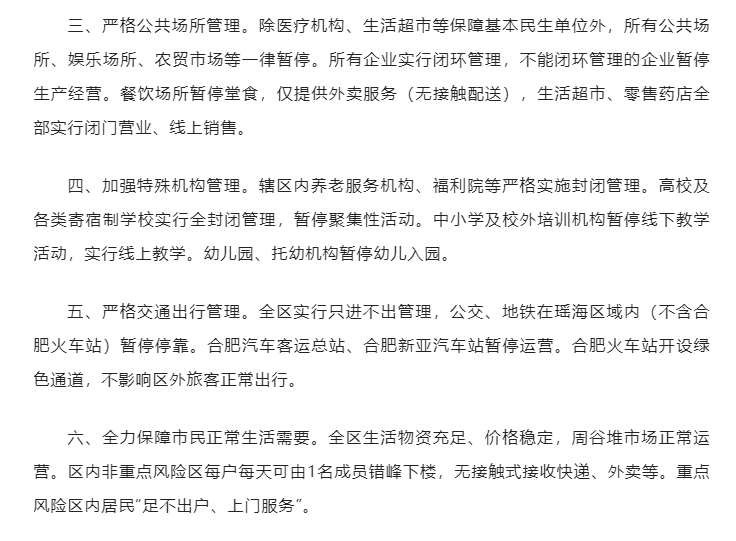 三、严格公共场所管理。除医疗机构、生活超市等保障基本民生单位外，所有公共场
所、娱乐场所、农贸市场等一律暂停。所有企业实行闭环管理，不能闭环管理的企业暂停
生产经营。餐饮场所暂停堂食，仅提供外卖服务（无接触配送），生活超市、零售药店全
部实行闭门营业、线上销售。
四、加强特殊机构管理。辖区内养老服务机构、福利院等严格实施封闭管理。高校及
各类寄宿制学校实行全封闭管理，暂停聚集性活动。中小学及校外培训机构暂停线下教学
活动，实行线上教学。幼儿园、托幼机构暂停幼儿入园。
五、严格交通出行管理。全区实行只进不出管理，公交、地铁在瑶海区域内（不含合
肥火车站）暂停停靠。合肥汽车客运总站、合肥新亚汽车站暂停运营。合肥火车站开设绿
色通道，不影响区外旅客正常出行。
六、全力保障市民正常生活需要。全区生活物资充足、价格稳定，周谷堆市场正常运
营。区内非重点风险区每户每天可由1名成员错峰下楼，无接触式接收快递、外卖等。重点
风险区内居民“足不出户、上门服务”。